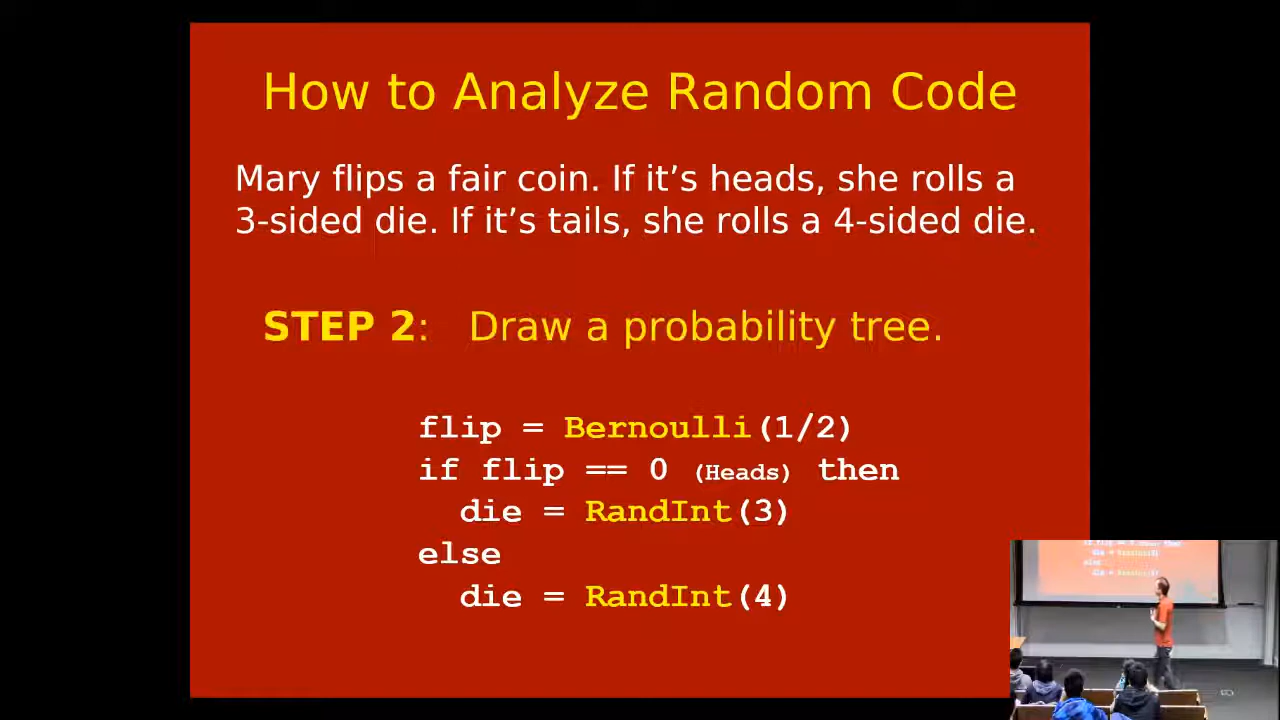 How to Analyze Random Code
Mary flips a fair coin. If it’s heads, she rolls a
3-sided die. If it’s tails, she rolls a 4-sided die.
STEP 2: Draw a probability tree.
flip = Bernoulli(1/2)
if flip == 0 (Heads) then
die = RandInt(3)
else
die = RandInt(4)